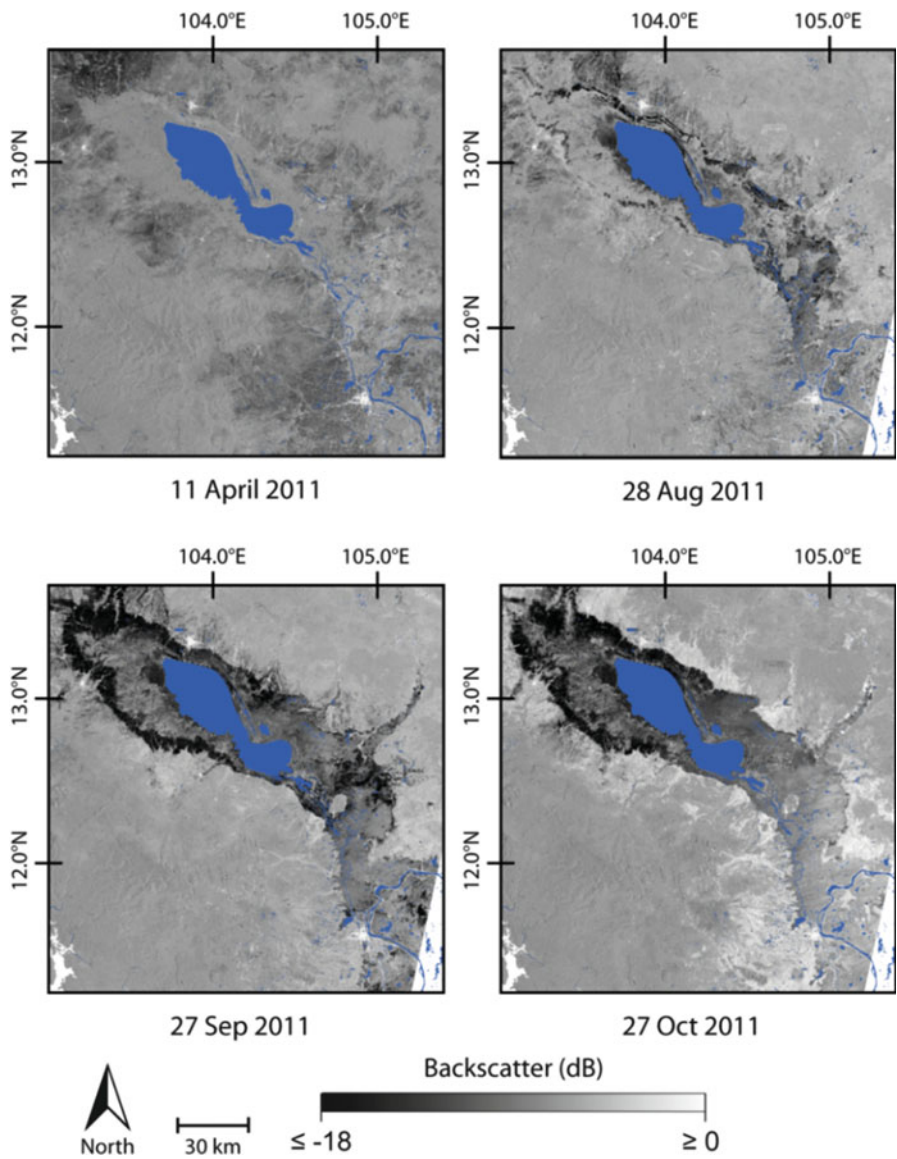 104.0°E 105.0°E 104.0°E 105.0°E
13.0°N 13.0°N
12.0°N 12.0°N
11 April 2011 28 Aug 2011
104.0°E 105.0°E 104.0°E 105.0°E
13.0°N 13.0°N
12.0°N 12.0°N
27 Sep 2011 27 Oct 2011
Backscatter (dB)
North 30 km ≤ -18 ≥ 0